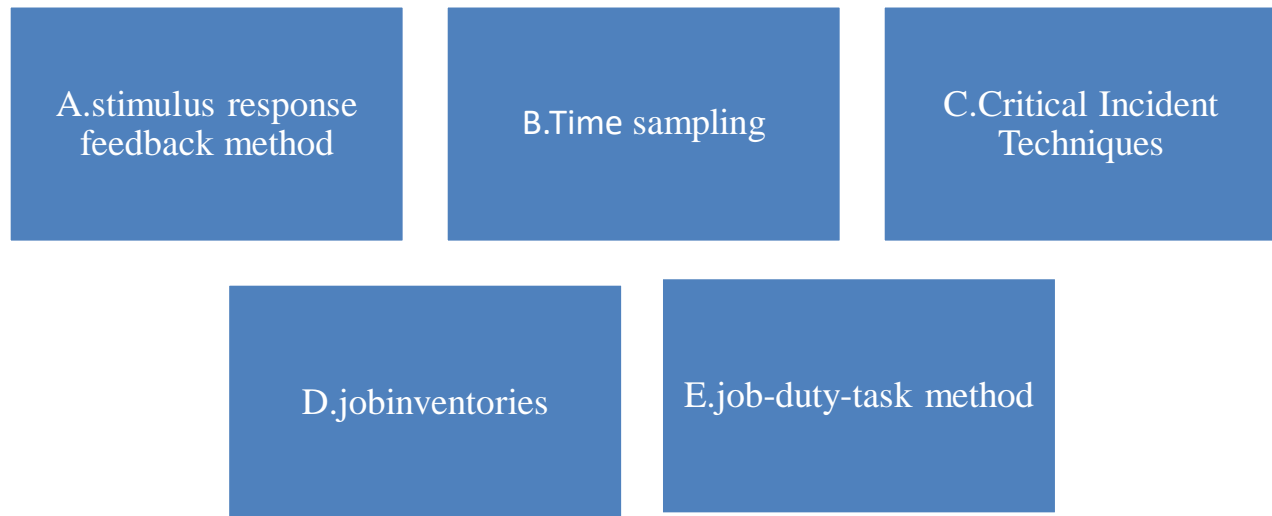 A.stimulus response
feedback method
B.Time sampling
C.Critical Incident
Techniques
D.jobinventories
E.job-duty-task method